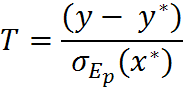 T = (y − y*) / σ_{E_p}(x*)